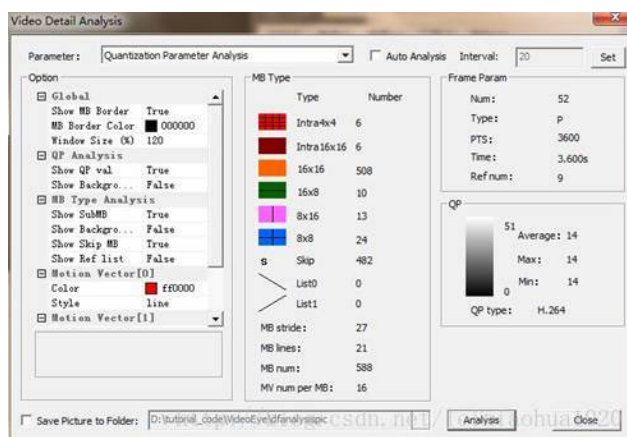 Video Detail Analysis
Parameter: Quantization Parameter Analysis Auto Analysis Interval: 20 Set
Option
Global
Show MB Border True
MB Border Color 000000
Window Size (%) 120
QP Analysis
Show QP val True
Show Backgro... False
MB Type Analysis
Show SubMB True
Show Backgro... False
Show Skip MB True
Show Ref list False
Motion Vector[0]
Color ff0000
Style line
Motion Vector[1]
MB Type
Type Number
Intra4x4 6
Intra16x16 6
16x16 508
16x8 10
8x16 13
8x8 24
S Skip 482
List0 0
List1 0
MB stride: 27
MB lines: 21
MB num: 588
MV num per MB: 16
Frame Param
Num: 52
Type: P
PTS: 3600
Time: 3.600s
Ref num: 9
QP
51
0
Average: 14
Max: 14
Min: 14
QP type: H.264
Save Picture to Folder: D:\tutorial_code\VideoEye\dfanalysispic Analysis Close